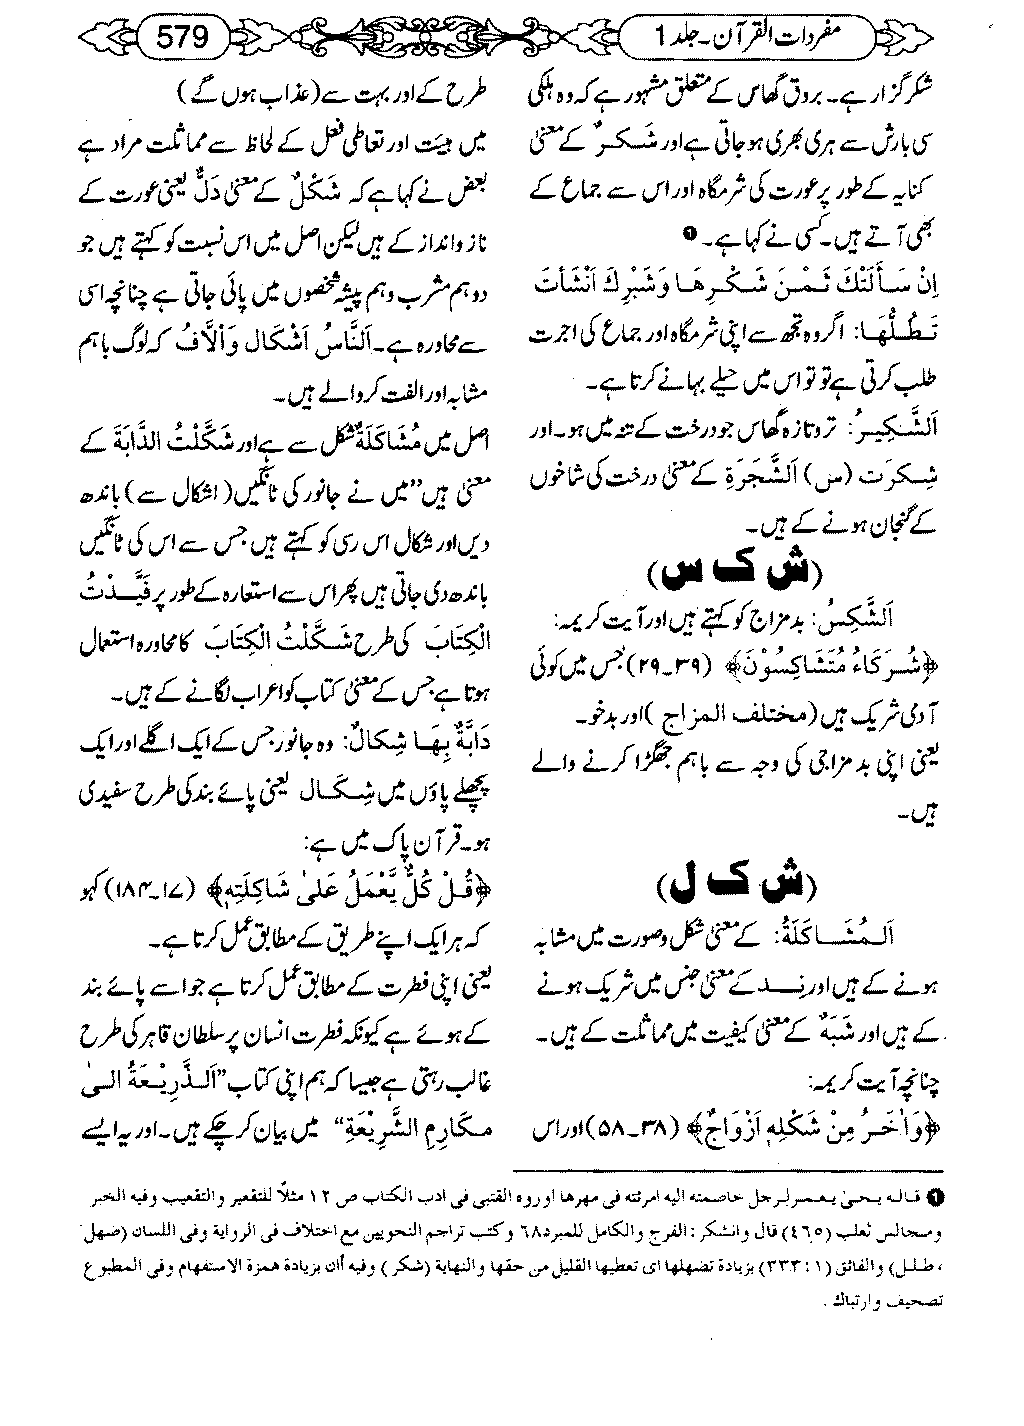 مفردات القرآن۔جلد 1
579
شکرگزار ہے۔ بروق گھاس کے متعلق مشہور ہے کہ وہ ہلکی
سی بارش سے ہری بھری ہو جاتی ہے اور شَکْرٌ کے معنی
کنایہ کے طور پر عورت کی شرمگاہ اور اس سے جماع کے
بھی آتے ہیں۔ کسی نے کہا ہے۔ ❶
اِنْ سَأَلَتْكَ ثَمَنَ شَكْرِهَا وَشَبْرِكَ اَنْشَأْتَ
تَطُلُّهَا: اگر وہ تجھ سے اپنی شرمگاہ اور جماع کی اجرت
طلب کرتی ہے تو تو اس میں حیلے بہانے کرتا ہے۔
اَلشَّکِیْرُ: تروتازہ گھاس جو درخت کے تنہ میں ہو۔ اور
شِکَرَت (س) اَلشَّجَرَۃِ کے معنی درخت کی شاخوں
کے گنجان ہونے کے ہیں۔
(ش ک س)
اَلشَّکِسُ: بدمزاج کو کہتے ہیں اور آیت کریمہ:
﴿شُرَکَاءُ مُتَشَاکِسُوْنَ﴾ (۳۹۔۲۹) جس میں کوئی
آدمی شریک ہیں (مختلف المزاج) اور بدخو۔
یعنی اپنی بدمزاجی کی وجہ سے باہم جھگڑا کرنے والے
ہیں۔
(ش ک ل)
اَلْمُشَاکَلَۃُ: کے معنی شکل وصورت میں مشابہ
ہونے کے ہیں اور نِد کے معنی جنس میں شریک ہونے
کے ہیں اور شَبَہٌ کے معنی کیفیت میں مماثلت کے ہیں۔
چنانچہ آیت کریمہ:
﴿وَاٰخَرُ مِنْ شَکْلِہٖ اَزْوَاجٌ﴾ (۳۸۔۵۸) اور اس
طرح کے اور بہت سے (عذاب ہوں گے)
میں ہیئت اور تعاطی فعل کے لحاظ سے مماثلت مراد ہے
بعض نے کہا ہے کہ شَکْلٌ کے معنی دَلٌّ یعنی عورت کے
ناز وانداز کے ہیں لیکن اصل میں اس نسبت کو کہتے ہیں جو
دو ہم مشرب وہم پیشہ شخصوں میں پائی جاتی ہے چنانچہ اسی
سے محاورہ ہے۔ اَلنَّاسُ اَشْکَال وَاُلَّافُ کہ لوگ باہم
مشابہ اور الفت کرنے والے ہیں۔
اصل میں مُشَاکَلَۃٌ شکل سے ہے اور شَکَّلْتُ الدَّابَّۃَ کے
معنی ہیں ”میں نے جانور کی ٹانگیں (اشکال سے) باندھ
دیں اور شکال اس رسی کو کہتے ہیں جس سے اس کی ٹانگیں
باندھ دی جاتی ہیں پھر اس سے استعارہ کے طور پر قَیَّدْتُ
الْکِتَابَ کی طرح شَکَّلْتُ الْکِتَابَ کا محاورہ استعمال
ہوتا ہے جس کے معنی کتاب کو اعراب لگانے کے ہیں۔
دَابَّۃٌ بِھَا شِکَالٌ: وہ جانور جس کے ایک اگلے اور ایک
پچھلے پاؤں میں شِکَال یعنی پائے بند کی طرح سفیدی
ہو۔ قرآن پاک میں ہے:
﴿قُلْ کُلٌّ یَّعْمَلُ عَلٰی شَاکِلَتِہٖ﴾ (۱۷۔۸۴) کہو
کہ ہر ایک اپنے طریق کے مطابق عمل کرتا ہے۔
یعنی اپنی فطرت کے مطابق عمل کرتا ہے جو اسے پائے بند
کے ہوئے ہے کیونکہ فطرت انسان پر سلطان قاہر کی طرح
غالب رہتی ہے جیسا کہ ہم اپنی کتاب ”اَلذَّرِیْعَۃُ الٰی
مَکَارِمِ الشَّرِیْعَۃِ“ میں بیان کر چکے ہیں۔ اور یہ ایسے
❶ قاله يحيىٰ يعمر لرجل خاصمته اليه امرئته فى مهرها اوروه القتبى فى ادب الكتاب ص ١٢ مثلاً للتقعير والتقعيب وفيه الخبر
ومجالس ثعلب (٤٦٥) قال وانشكر : الفرج والكامل للمبرد ٦٨ وكتب تراجم النحويين مع اختلاف فى الرواية وفى اللسان (ضهل
، طلل) والفائق (١ : ٣٣٣) بزيادة تضهلها اى تعطيها القليل من حقها والنهاية (شكر) وفيه أان بزيادة همزة الاستفهام وفى المطبوع
تصحيف وارتباك .